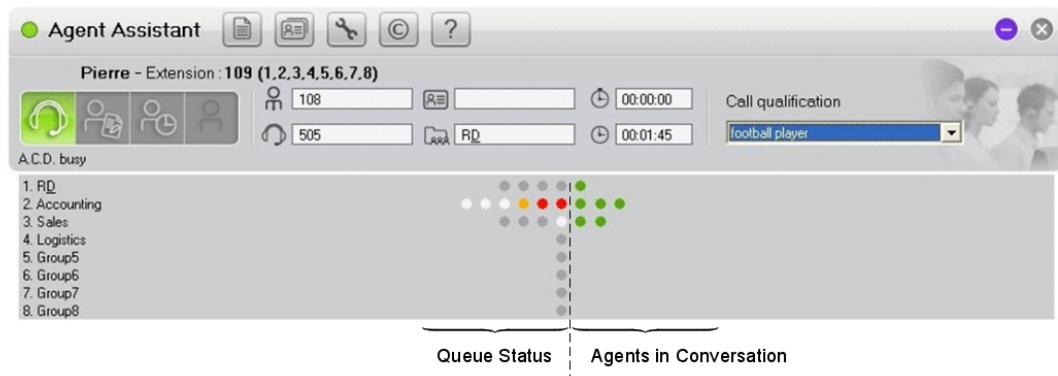 Agent Assistant ©  ?
Pierre - Extension : 109 (1,2,3,4,5,6,7,8)
108 00:00:00 Call qualification
505 RD 00:01:45 football player
A.C.D. busy
1. RD
2. Accounting
3. Sales
4. Logistics
5. Group5
6. Group6
7. Group7
8. Group8
Queue Status Agents in Conversation